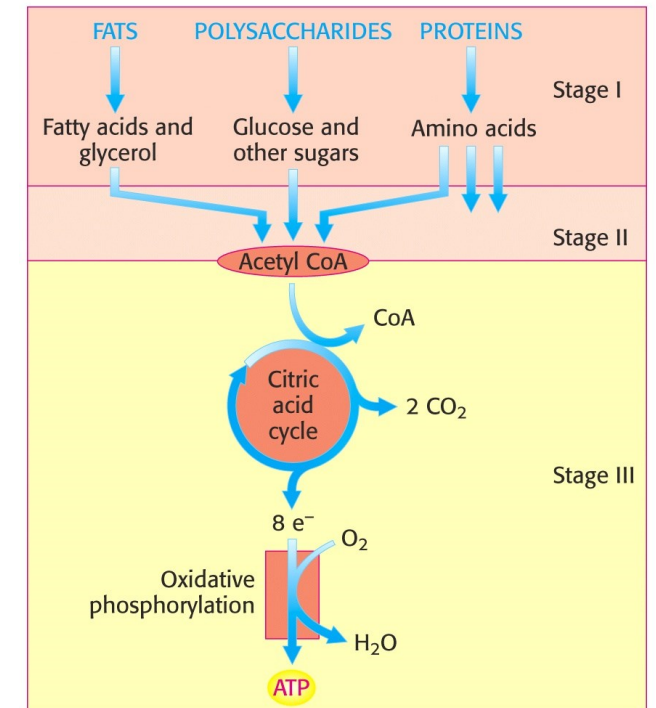 FATS
POLYSACCHARIDES
PROTEINS
Stage I
Fatty acids and
glycerol
Glucose and
other sugars
Amino acids
Stage II
Acetyl CoA
CoA
Citric
acid
cycle
2 CO₂
Stage III
8 e⁻
O₂
Oxidative
phosphorylation
H₂O
ATP